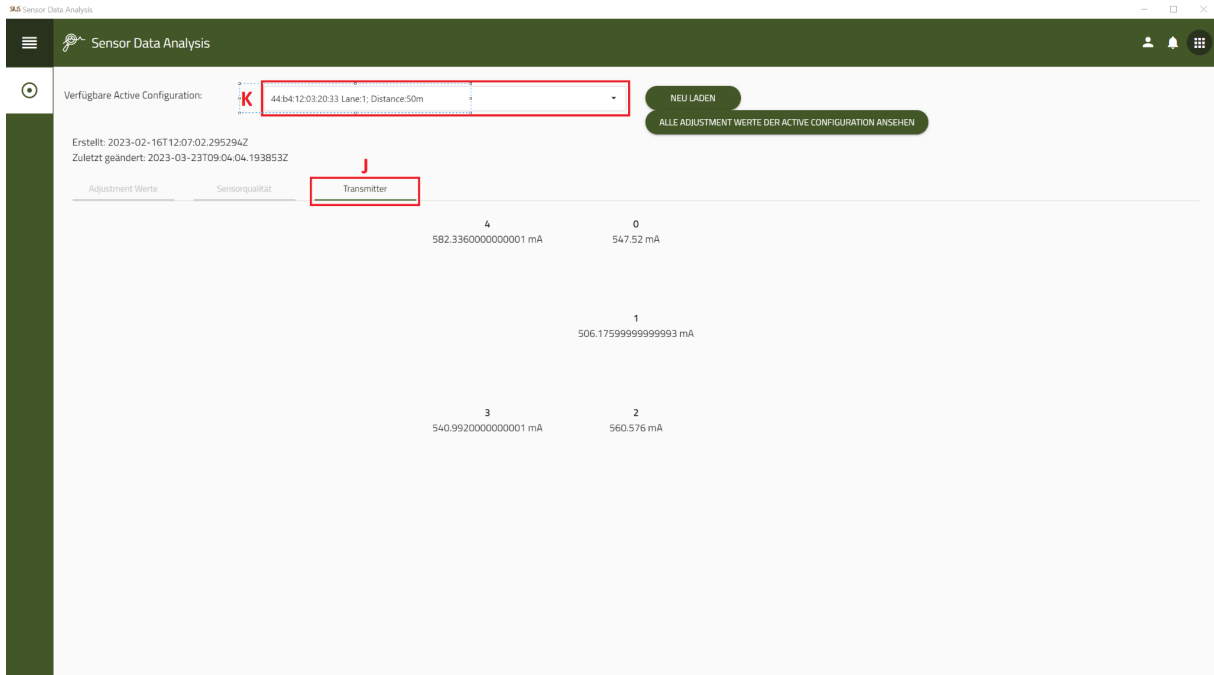 SIUS Sensor Data Analysis
Sensor Data Analysis
Verfügbare Active Configuration:
K
44:b4:12:03:20:33 Lane:1; Distance:50m
NEU LADEN
ALLE ADJUSTMENT WERTE DER ACTIVE CONFIGURATION ANSEHEN
Erstellt: 2023-02-16T12:07:02.295294Z
Zuletzt geändert: 2023-03-23T09:04:04.193853Z
J
Adjustment Werte Sensorqualität Transmitter
4 0
582.3360000000001 mA 547.52 mA
1
506.17599999999993 mA
3 2
540.9920000000001 mA 560.576 mA